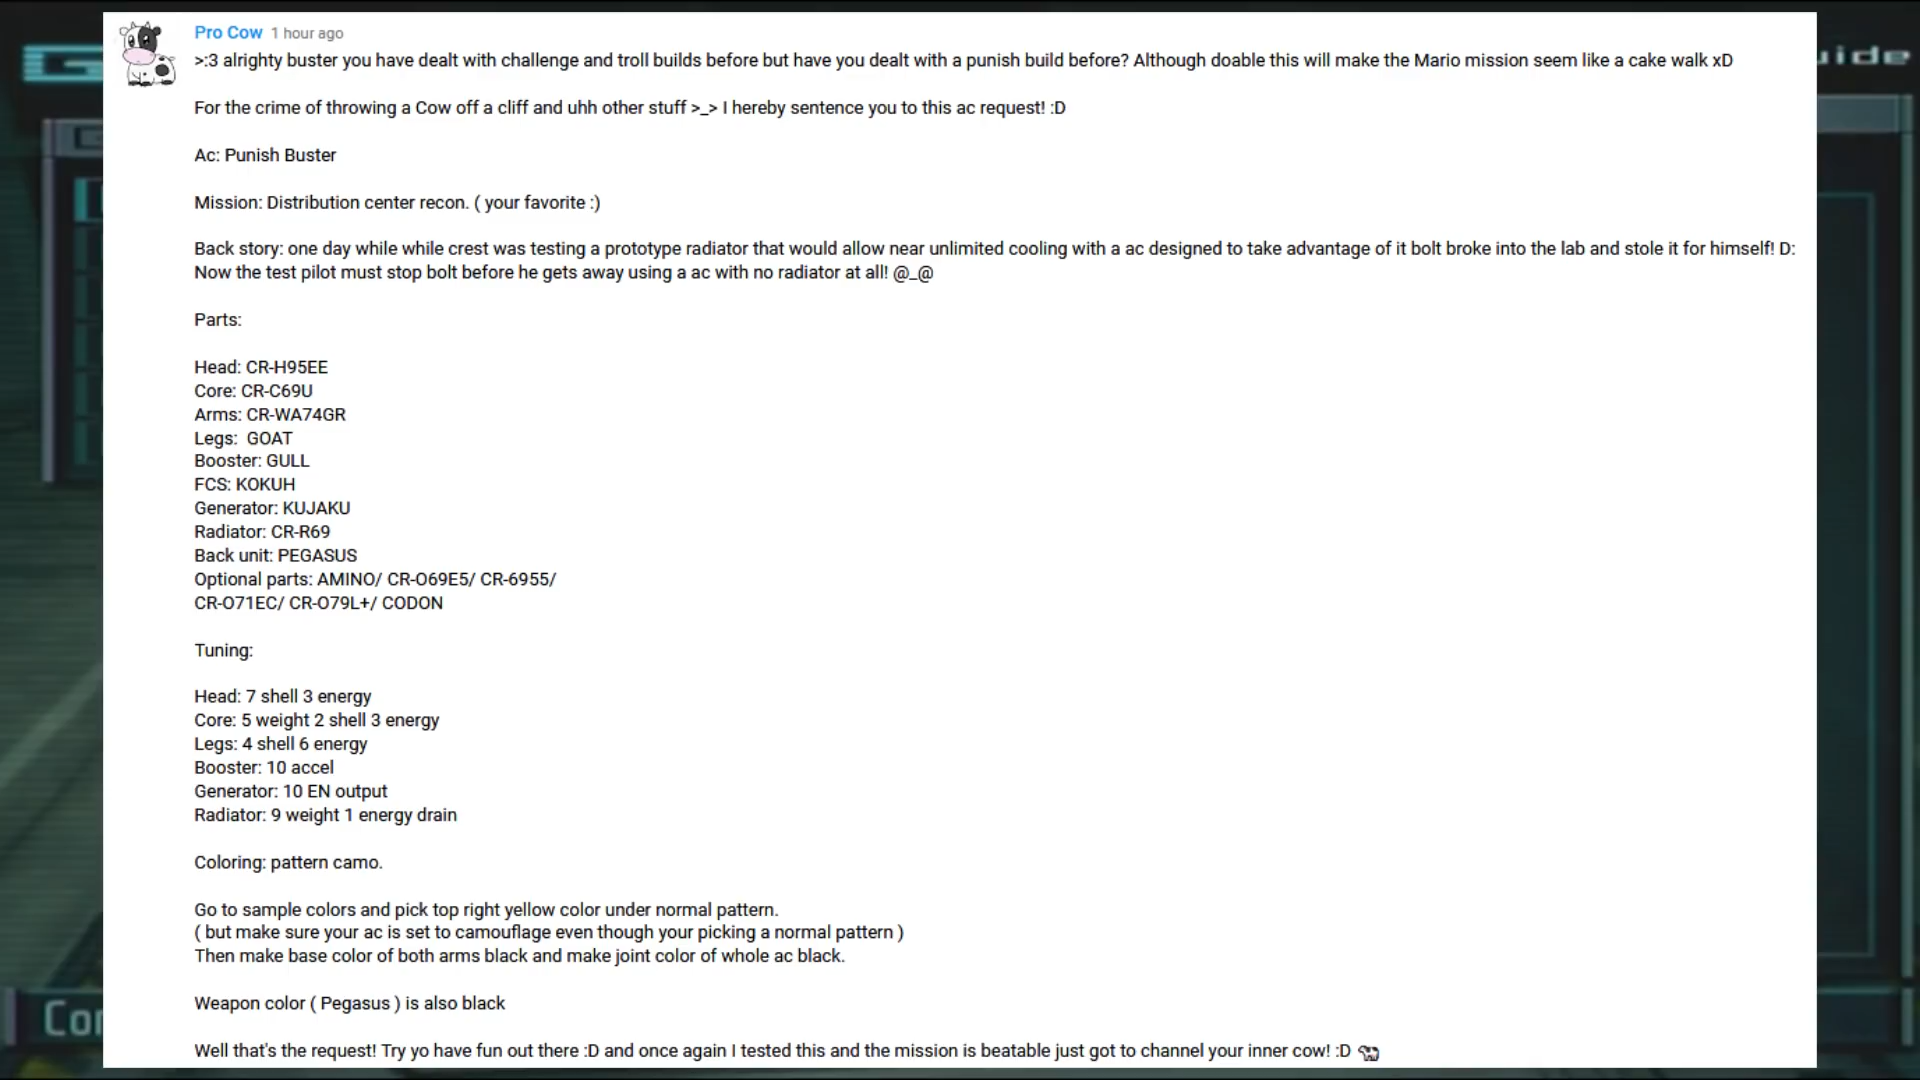 Pro Cow 1 hour ago
>:3 alrighty buster you have dealt with challenge and troll builds before but have you dealt with a punish build before? Although doable this will make the Mario mission seem like a cake walk xD
For the crime of throwing a Cow off a cliff and uhh other stuff >_> I hereby sentence you to this ac request! :D
Ac: Punish Buster
Mission: Distribution center recon. ( your favorite :)
Back story: one day while while crest was testing a prototype radiator that would allow near unlimited cooling with a ac designed to take advantage of it bolt broke into the lab and stole it for himself! D:
Now the test pilot must stop bolt before he gets away using a ac with no radiator at all! @_@
Parts:
Head: CR-H95EE
Core: CR-C69U
Arms: CR-WA74GR
Legs:  GOAT
Booster: GULL
FCS: KOKUH
Generator: KUJAKU
Radiator: CR-R69
Back unit: PEGASUS
Optional parts: AMINO/ CR-O69E5/ CR-6955/
CR-O71EC/ CR-O79L+/ CODON
Tuning:
Head: 7 shell 3 energy
Core: 5 weight 2 shell 3 energy
Legs: 4 shell 6 energy
Booster: 10 accel
Generator: 10 EN output
Radiator: 9 weight 1 energy drain
Coloring: pattern camo.
Go to sample colors and pick top right yellow color under normal pattern.
( but make sure your ac is set to camouflage even though your picking a normal pattern )
Then make base color of both arms black and make joint color of whole ac black.
Weapon color ( Pegasus ) is also black
Well that's the request! Try yo have fun out there :D and once again I tested this and the mission is beatable just got to channel your inner cow! :D 🐄